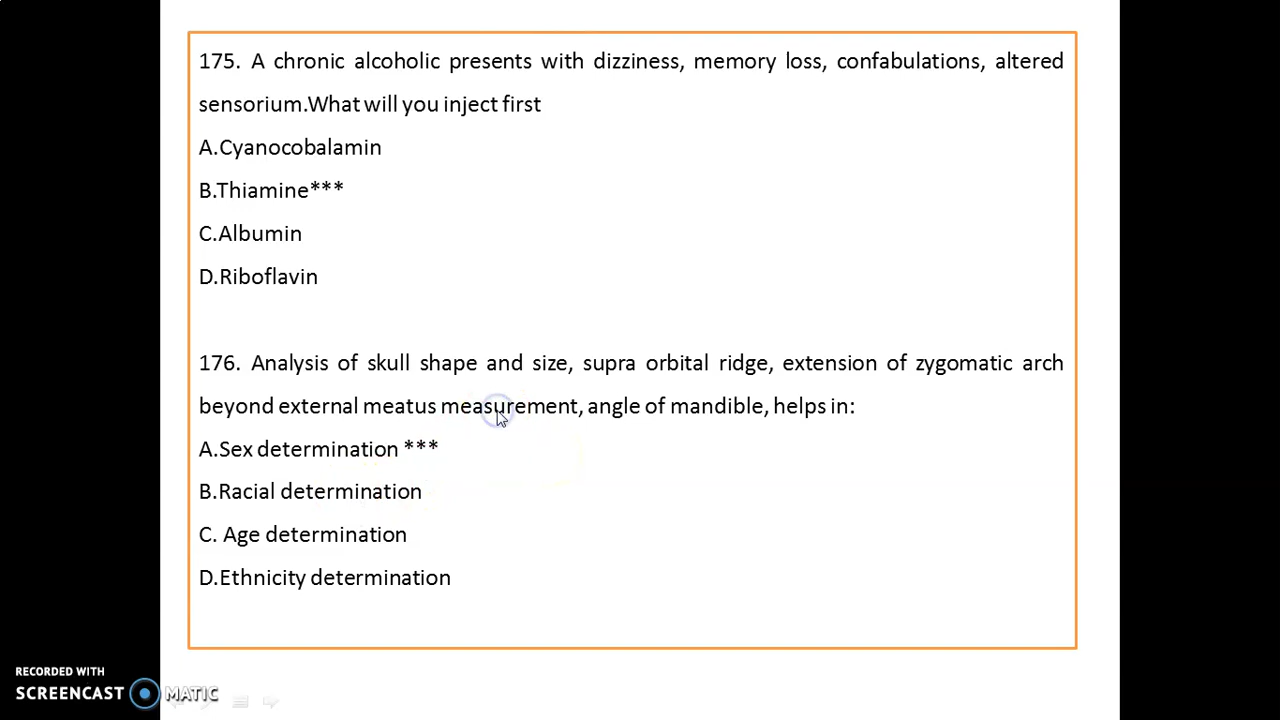 175. A chronic alcoholic presents with dizziness, memory loss, confabulations, altered
sensorium.What will you inject first
A.Cyanocobalamin
B.Thiamine***
C.Albumin
D.Riboflavin
176. Analysis of skull shape and size, supra orbital ridge, extension of zygomatic arch
beyond external meatus measurement, angle of mandible, helps in:
A.Sex determination ***
B.Racial determination
C. Age determination
D.Ethnicity determination
RECORDED WITH
SCREENCAST MATIC